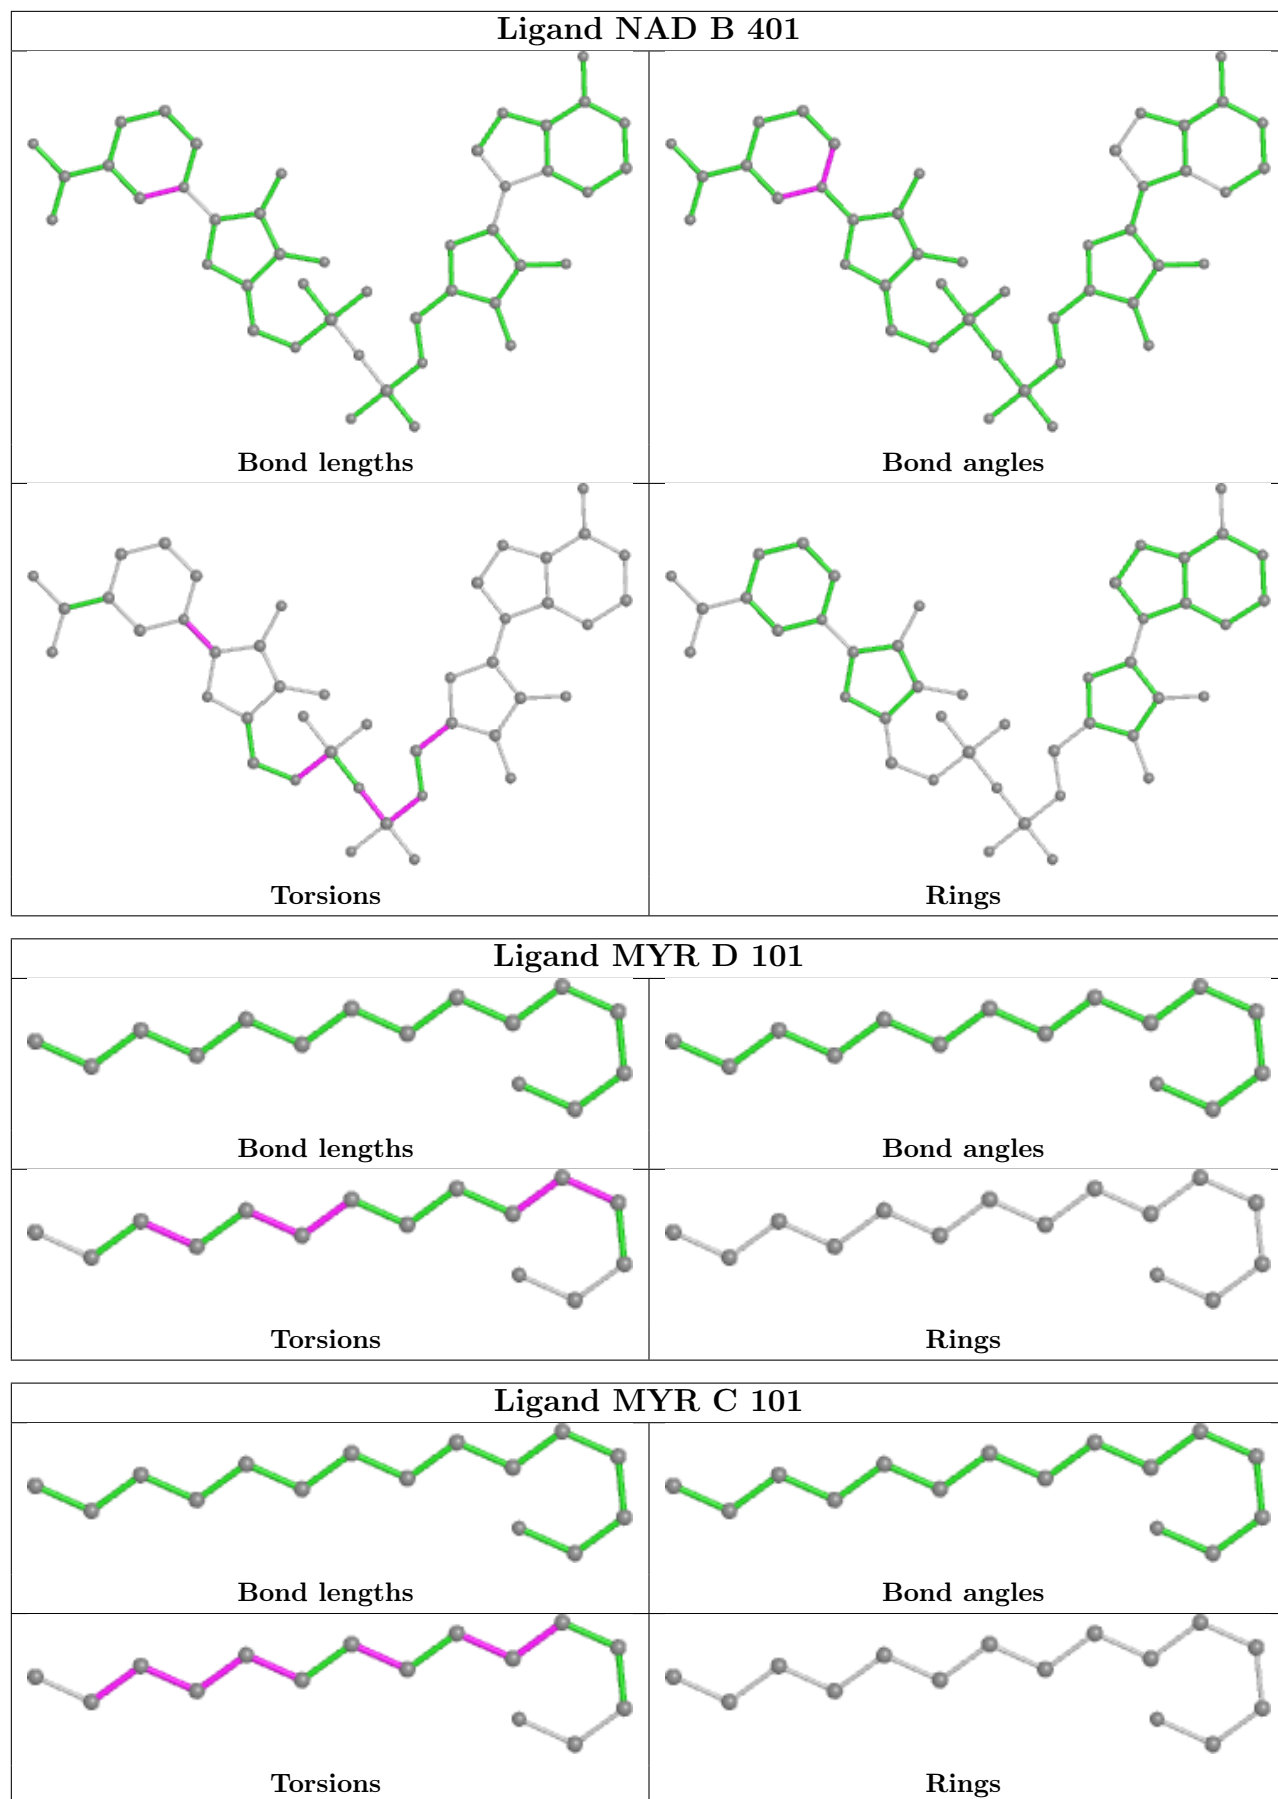 Ligand NAD B 401
Bond lengths
Bond angles
Torsions
Rings
Ligand MYR D 101
Bond lengths
Bond angles
Torsions
Rings
Ligand MYR C 101
Bond lengths
Bond angles
Torsions
Rings